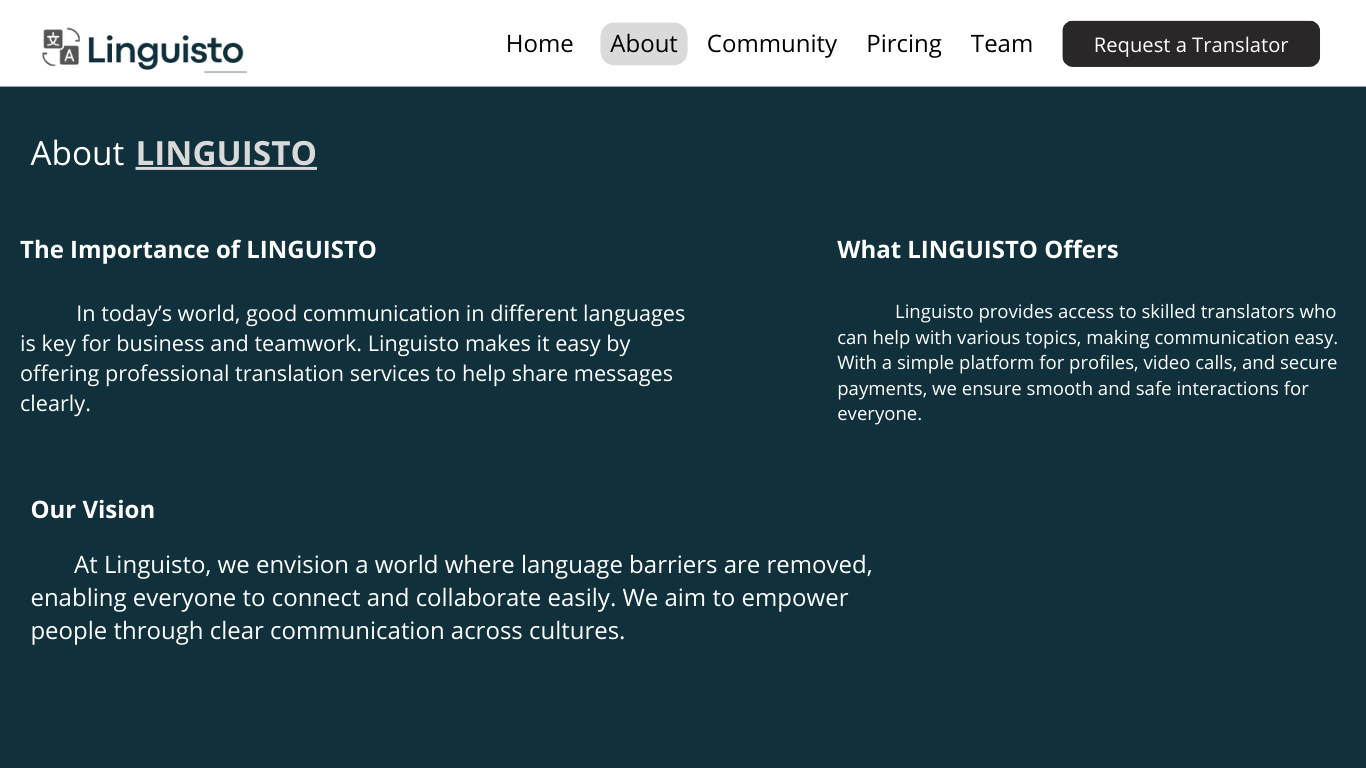 文 A Linguisto
Home About Community Pircing Team Request a Translator
About LINGUISTO
The Importance of LINGUISTO
In today’s world, good communication in different languages
is key for business and teamwork. Linguisto makes it easy by
offering professional translation services to help share messages
clearly.
What LINGUISTO Offers
Linguisto provides access to skilled translators who
can help with various topics, making communication easy.
With a simple platform for profiles, video calls, and secure
payments, we ensure smooth and safe interactions for
everyone.
Our Vision
At Linguisto, we envision a world where language barriers are removed,
enabling everyone to connect and collaborate easily. We aim to empower
people through clear communication across cultures.